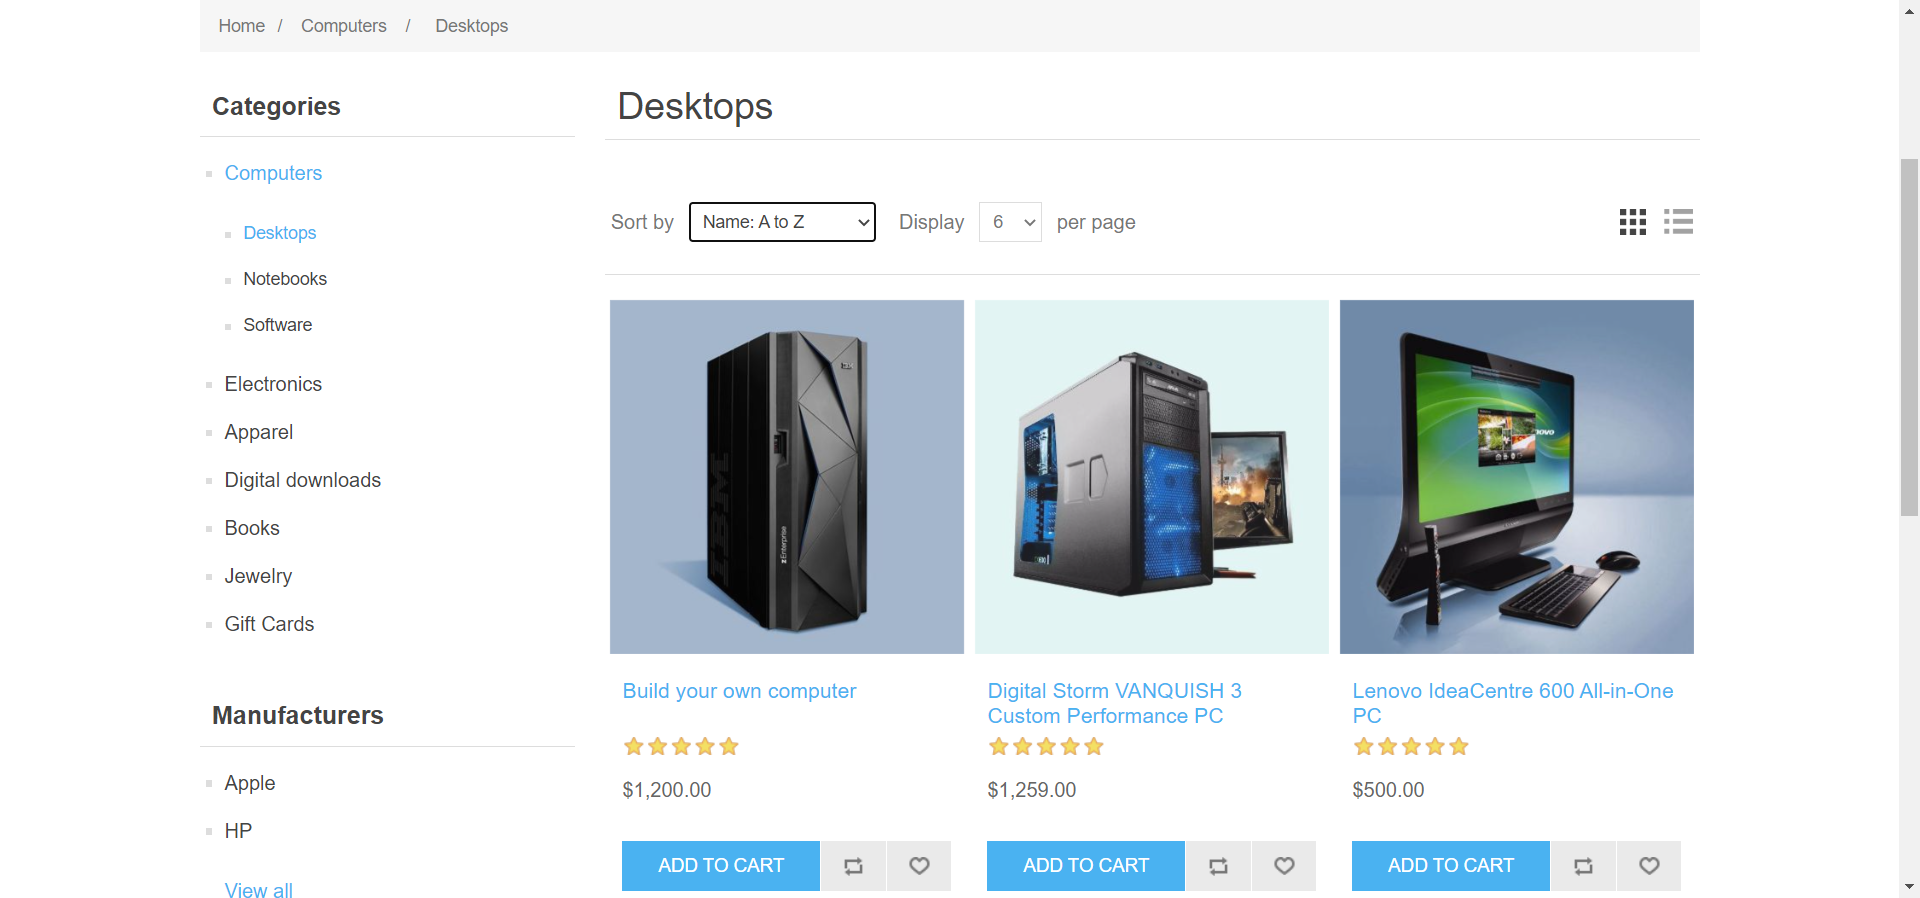 Home / Computers / Desktops
Categories
Computers
Desktops
Notebooks
Software
Electronics
Apparel
Digital downloads
Books
Jewelry
Gift Cards
Manufacturers
Apple
HP
View all
Desktops
Sort by Name: A to Z Display 6 per page
IBM
zEnterprise
Build your own computer
$1,200.00
ADD TO CART
Digital Storm VANQUISH 3
Custom Performance PC
$1,259.00
ADD TO CART
Lenovo IdeaCentre 600 All-in-One
PC
$500.00
ADD TO CART